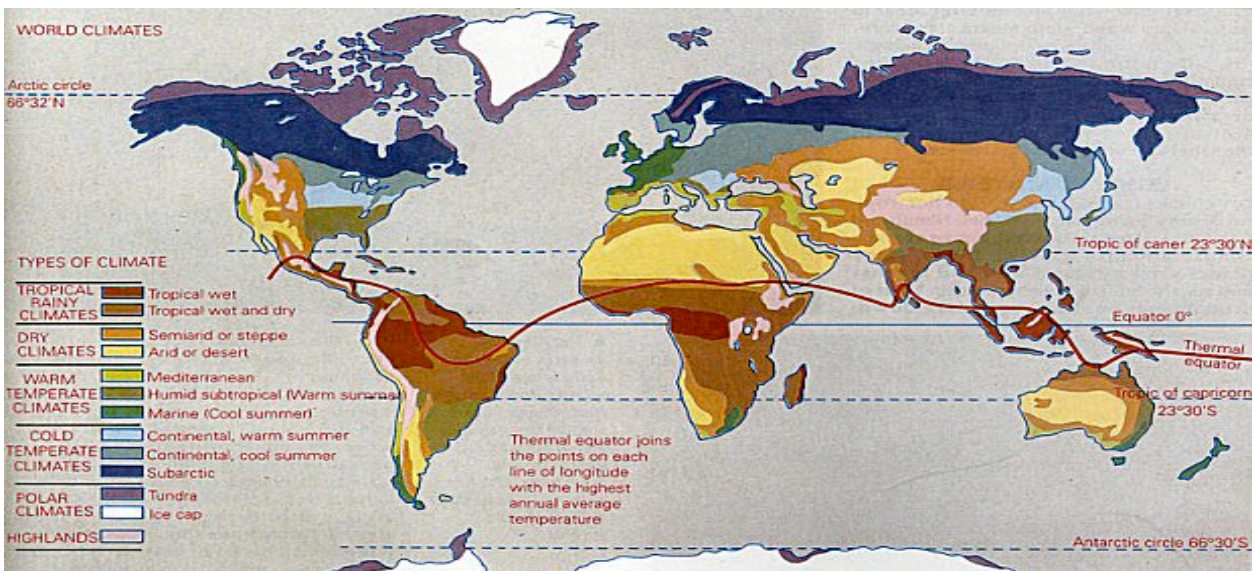 WORLD CLIMATES
Arctic circle
66°32'N
Tropic of caner 23°30'N
TYPES OF CLIMATE
TROPICAL
RAINY
CLIMATES
Tropical wet
Tropical wet and dry
DRY
CLIMATES
Semiarid or steppe
Arid or desert
WARM
TEMPERATE
CLIMATES
Mediterranean
Humid subtropical (Warm summer)
Marine (Cool summer)
COLD
TEMPERATE
CLIMATES
Continental, warm summer
Continental, cool summer
Subarctic
POLAR
CLIMATES
Tundra
Ice cap
HIGHLANDS
Equator 0°
Thermal
equator
Tropic of capricorn
23°30'S
Thermal equator joins
the points on each
line of longitude
with the highest
annual average
temperature
Antarctic circle 66°30'S